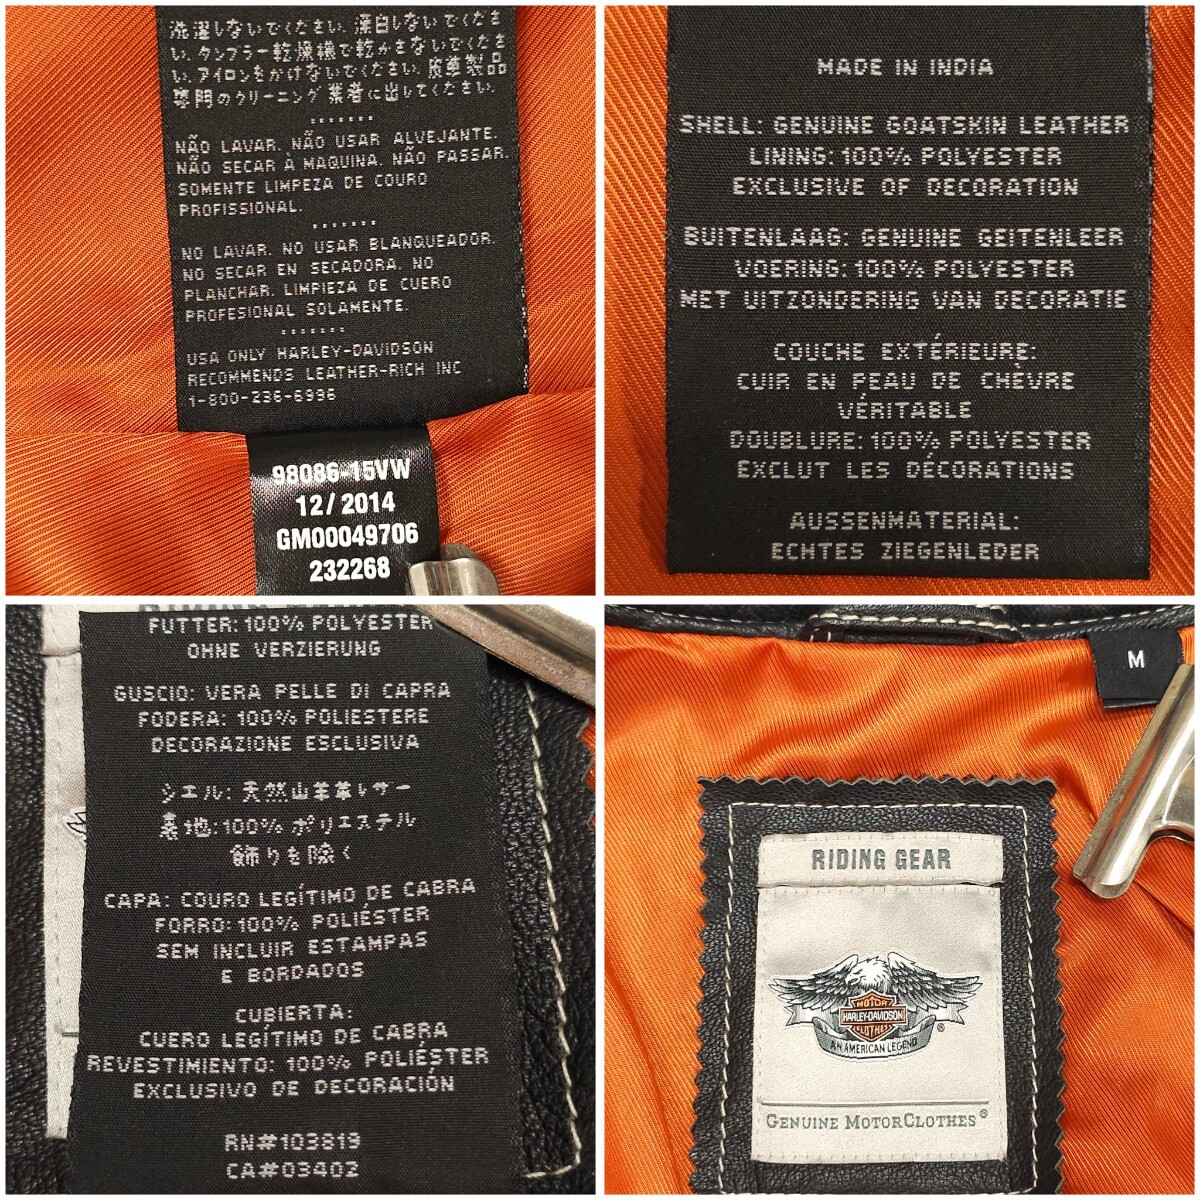 洗濯しないでください. 漂白しないでくださ
い. タンブラー乾燥機で乾かさないでくださ
い. アイロンをかけないでください. 皮革製品
専門のクリーニング業者に出してください.
NÃO LAVAR. NÃO USAR ALVEJANTE.
NÃO SECAR À MAQUINA. NÃO PASSAR.
SOMENTE LIMPEZA DE COURO
PROFISSIONAL.
NO LAVAR. NO USAR BLANQUEADOR.
NO SECAR EN SECADORA. NO
PLANCHAR. LIMPIEZA DE CUERO
PROFESIONAL SOLAMENTE.
USA ONLY HARLEY-DAVIDSON
RECOMMENDS LEATHER-RICH INC
1-800-236-6996
98086-15VW
12/2014
GM00049706
232268
MADE IN INDIA
SHELL: GENUINE GOATSKIN LEATHER
LINING: 100% POLYESTER
EXCLUSIVE OF DECORATION
BUITENLAAG: GENUINE GEITENLEER
VOERING: 100% POLYESTER
MET UITZONDERING VAN DECORATIE
COUCHE EXTÉRIEURE:
CUIR EN PEAU DE CHÈVRE
VÉRITABLE
DOUBLURE: 100% POLYESTER
EXCLUT LES DÉCORATIONS
AUSSENMATERIAL:
ECHTES ZIEGENLEDER
FUTTER: 100% POLYESTER
OHNE VERZIERUNG
GUSCIO: VERA PELLE DI CAPRA
FODERA: 100% POLIESTERE
DECORAZIONE ESCLUSIVA
シエル: 天然山羊革レザー
裏地: 100% ポリエステル
飾りを除く
CAPA: COURO LEGÍTIMO DE CABRA
FORRO: 100% POLIÉSTER
SEM INCLUIR ESTAMPAS
E BORDADOS
CUBIERTA:
CUERO LEGÍTIMO DE CABRA
REVESTIMENTO: 100% POLIÉSTER
EXCLUSIVO DE DECORACIÓN
RN#103819
CA#03402
M
RIDING GEAR
MOTOR
HARLEY-DAVIDSON
CLOTHES
®
AN AMERICAN LEGEND
GENUINE MOTORCLOTHES®